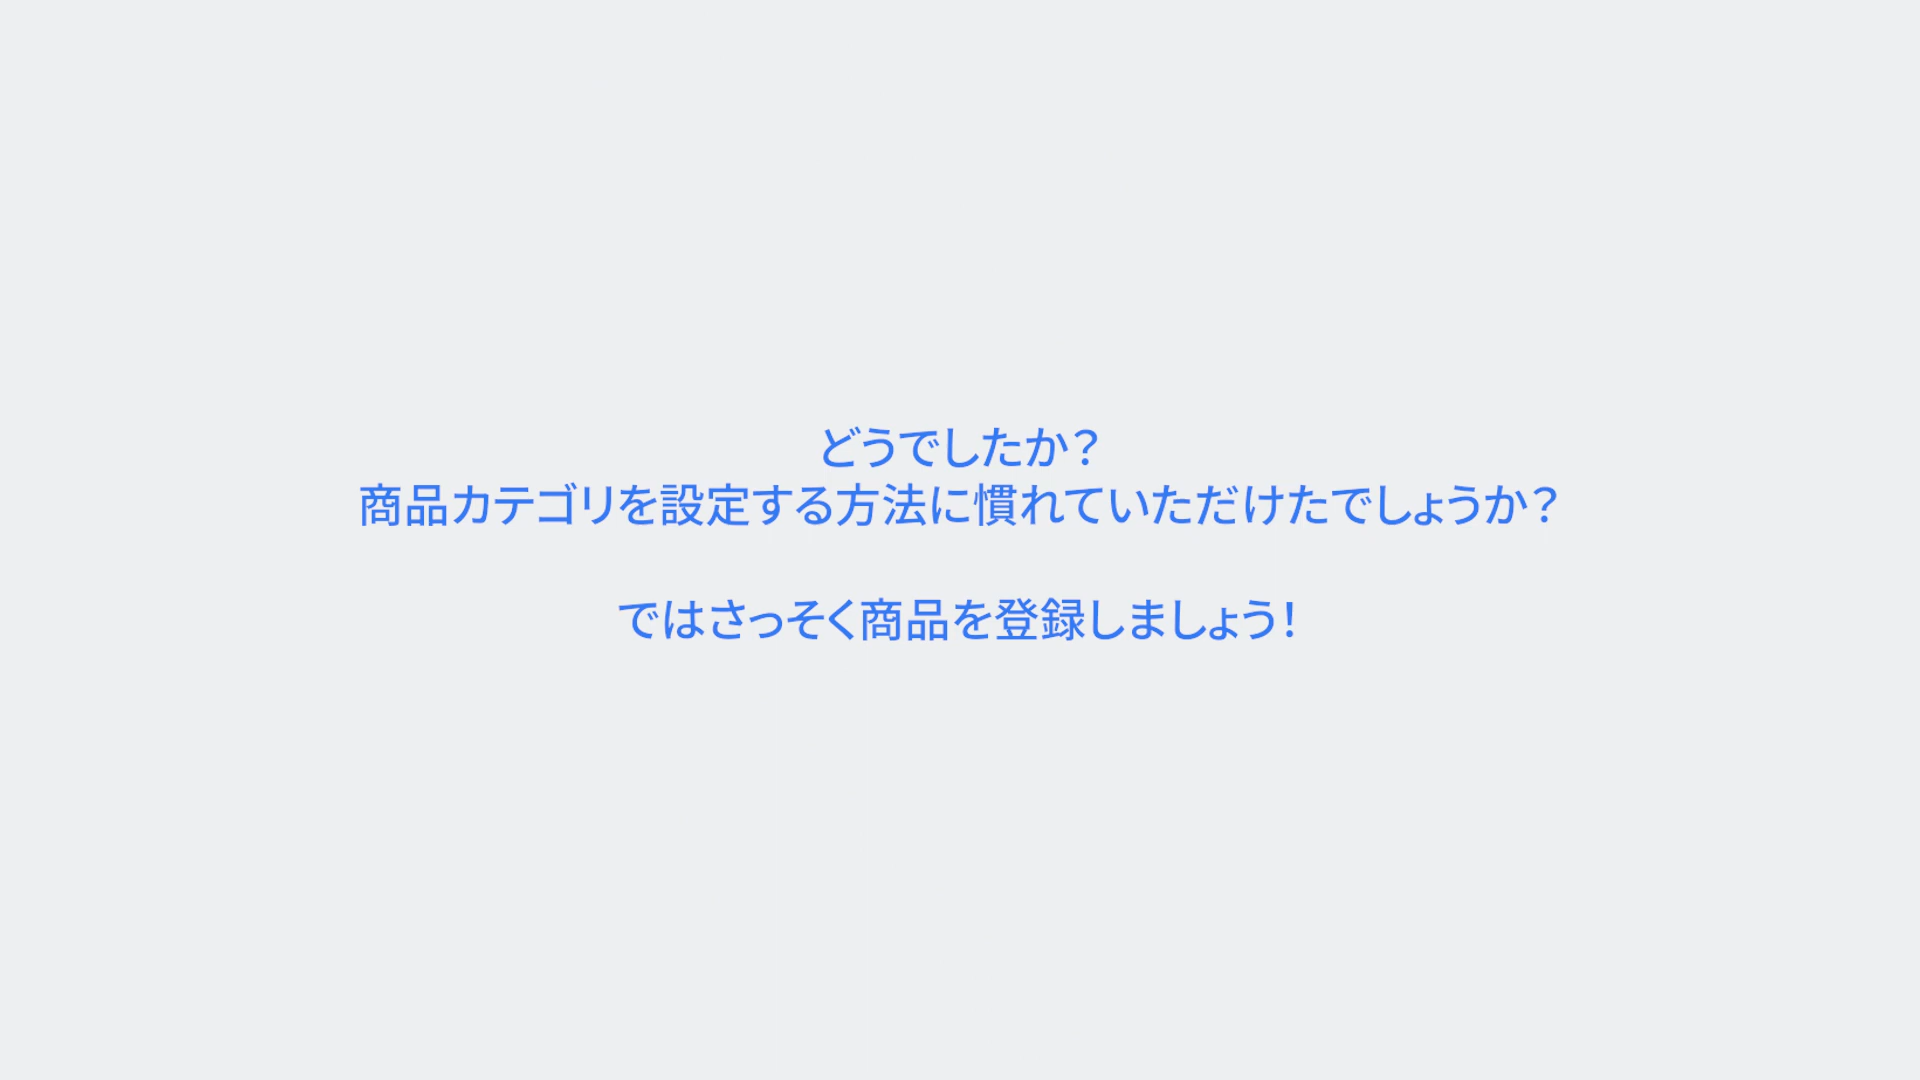 どうでしたか？
商品カテゴリを設定する方法に慣れていただけたでしょうか？
ではさっそく商品を登録しましょう！